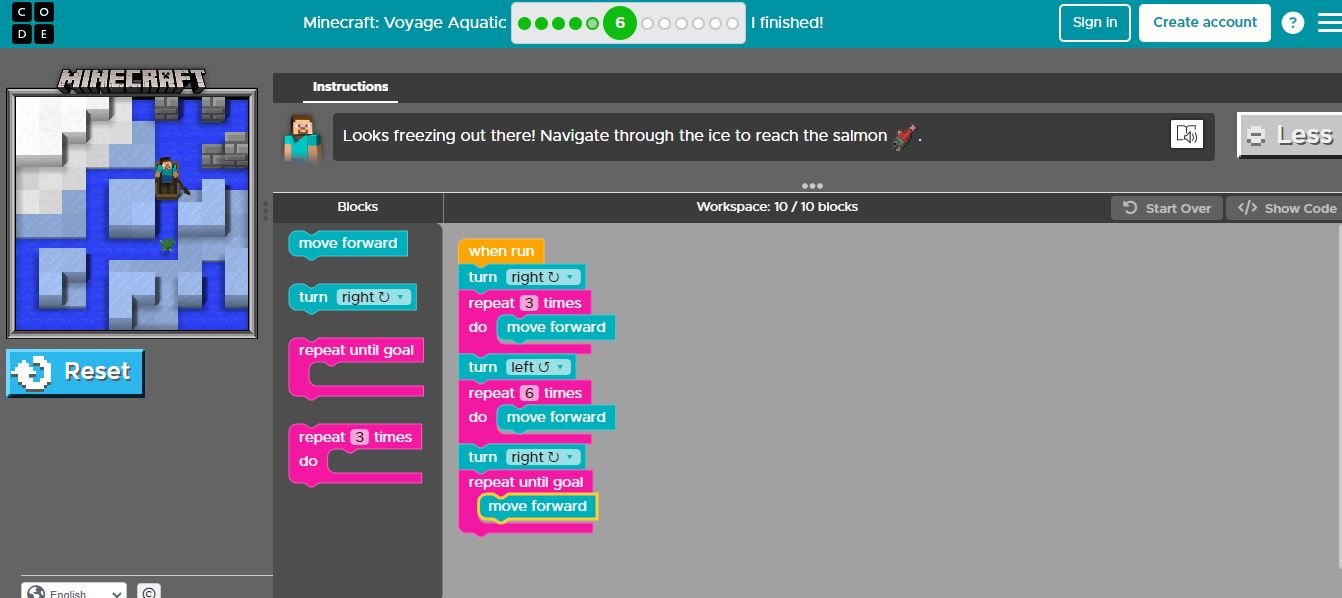 C O
D E
Minecraft: Voyage Aquatic
6
I finished!
Sign in
Create account
?
MINECRAFT
Instructions
Looks freezing out there! Navigate through the ice to reach the salmon .
Less
Blocks
Workspace: 10 / 10 blocks
Start Over
</> Show Code
move forward
turn right ↻
repeat until goal
repeat 3 times
do
when run
turn right ↻
repeat 3 times
do move forward
turn left ↺
repeat 6 times
do move forward
turn right ↻
repeat until goal
move forward
Reset
English
©